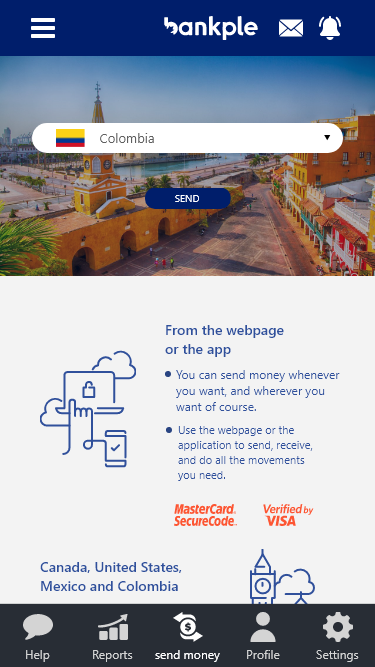 bankple
Colombia
SEND
From the webpage
or the app
You can send money whenever
you want, and wherever you
want of course.
Use the webpage or the
application to send, receive,
and do all the movements
you need.
MasterCard.
SecureCode.
Verified by
VISA
Canada, United States,
Mexico and Colombia
Help
Reports
send money
Profile
Settings